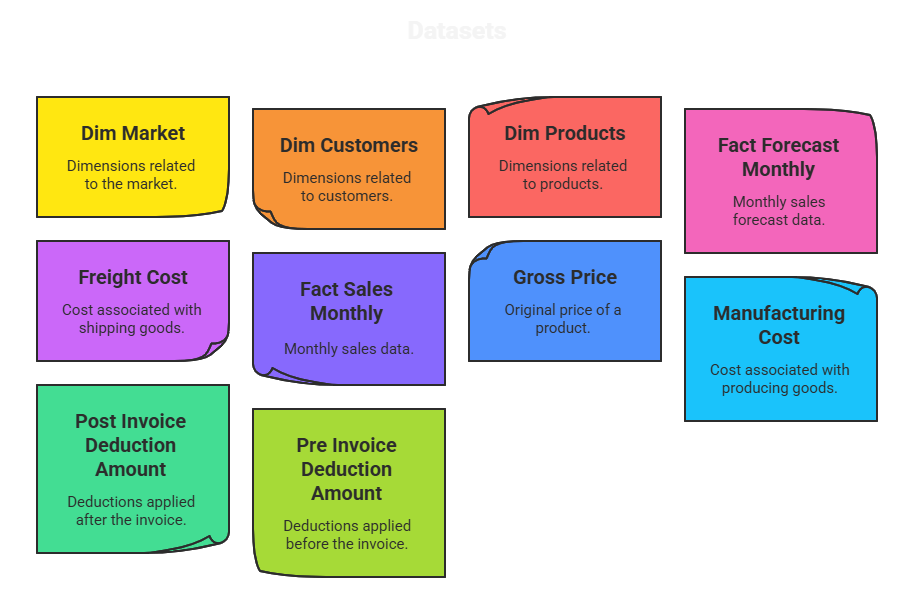 Datasets
Dim Market
Dimensions related
to the market.
Dim Customers
Dimensions related
to customers.
Dim Products
Dimensions related
to products.
Fact Forecast
Monthly
Monthly sales
forecast data.
Freight Cost
Cost associated with
shipping goods.
Fact Sales
Monthly
Monthly sales data.
Gross Price
Original price of a
product.
Manufacturing
Cost
Cost associated with
producing goods.
Post Invoice
Deduction
Amount
Deductions applied
after the invoice.
Pre Invoice
Deduction
Amount
Deductions applied
before the invoice.